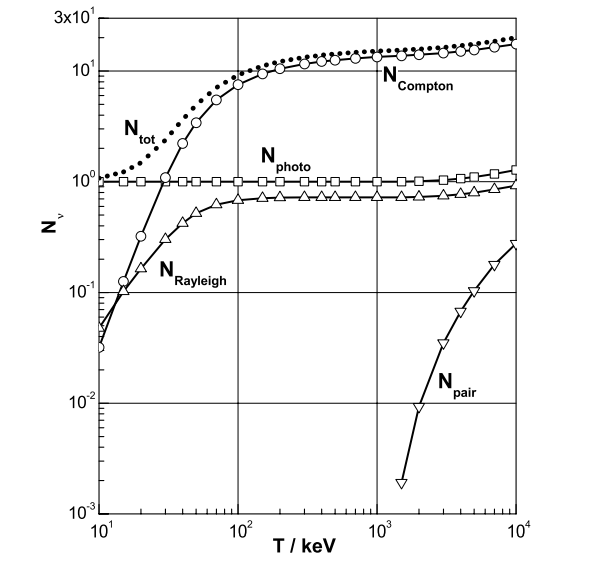 3x10¹
10¹
10⁰
10⁻¹
10⁻²
10⁻³
N_ν
N_tot
N_Compton
N_photo
N_Rayleigh
N_pair
10¹ 10² 10³ 10⁴
T / keV